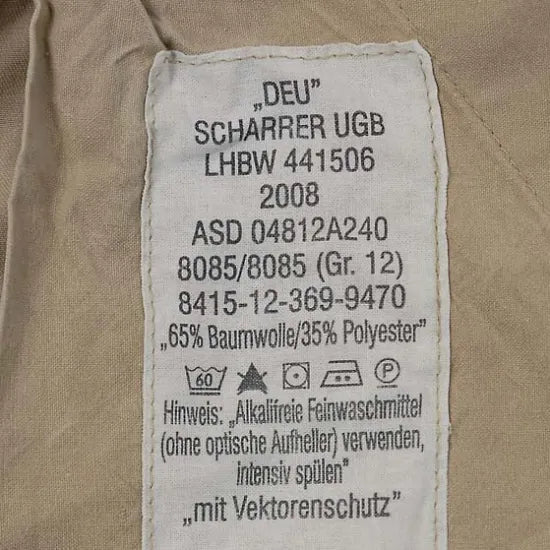 „DEU”
SCHARRER UGB
LHBW 441506
2008
ASD 04812A240
8085/8085 (Gr. 12)
8415-12-369-9470
„65% Baumwolle/35% Polyester”
60 P
Hinweis: „Alkalifreie Feinwaschmittel
(ohne optische Aufheller) verwenden,
intensiv spülen”
„mit Vektorenschutz”